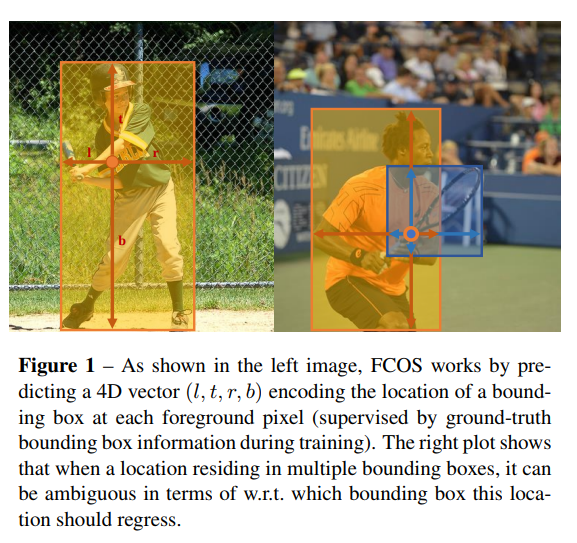 t
l
r
b
Emirates Airline
CITIZEN
Figure 1 – As shown in the left image, FCOS works by pre-
dicting a 4D vector (l, t, r, b) encoding the location of a bound-
ing box at each foreground pixel (supervised by ground-truth
bounding box information during training). The right plot shows
that when a location residing in multiple bounding boxes, it can
be ambiguous in terms of w.r.t. which bounding box this loca-
tion should regress.